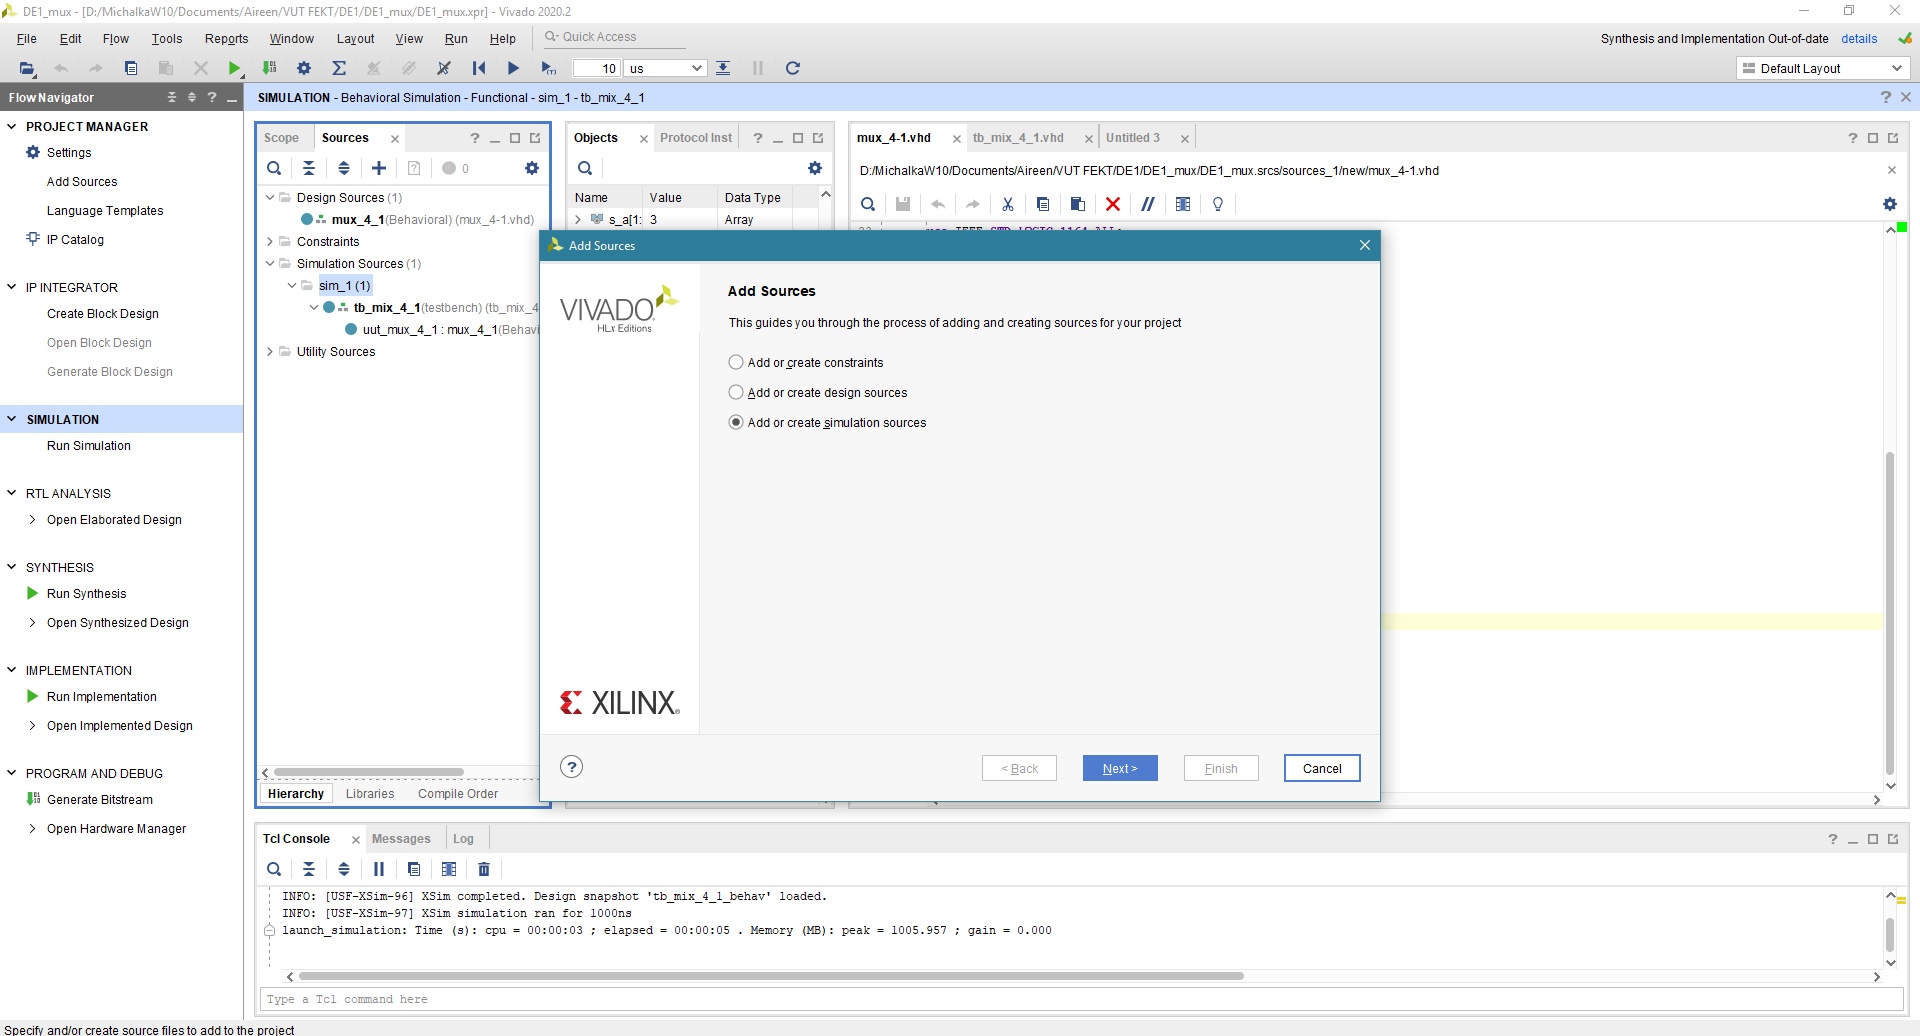 DE1_mux - [D:/MichalkaW10/Documents/Aireen/VUT FEKT/DE1/DE1_mux/DE1_mux.xpr] - Vivado 2020.2
File Edit Flow Tools Reports Window Layout View Run Help Quick Access
Synthesis and Implementation Out-of-date details
10 us
Default Layout
Flow Navigator
PROJECT MANAGER
Settings
Add Sources
Language Templates
IP Catalog
IP INTEGRATOR
Create Block Design
Open Block Design
Generate Block Design
SIMULATION
Run Simulation
RTL ANALYSIS
Open Elaborated Design
SYNTHESIS
Run Synthesis
Open Synthesized Design
IMPLEMENTATION
Run Implementation
Open Implemented Design
PROGRAM AND DEBUG
Generate Bitstream
Open Hardware Manager
SIMULATION - Behavioral Simulation - Functional - sim_1 - tb_mix_4_1
Scope Sources
0
Design Sources (1)
mux_4_1(Behavioral) (mux_4-1.vhd)
Constraints
Simulation Sources (1)
sim_1 (1)
tb_mix_4_1(testbench) (tb_mix_4
uut_mux_4_1 : mux_4_1(Behavi
Utility Sources
Hierarchy Libraries Compile Order
Objects Protocol Inst
Name Value Data Type
s_a[1: 3 Array
mux_4-1.vhd tb_mix_4_1.vhd Untitled 3
D:/MichalkaW10/Documents/Aireen/VUT FEKT/DE1/DE1_mux/DE1_mux.srcs/sources_1/new/mux_4-1.vhd
Add Sources
VIVADO
HLx Editions
Add Sources
This guides you through the process of adding and creating sources for your project
Add or create constraints
Add or create design sources
Add or create simulation sources
XILINX
? < Back Next > Finish Cancel
Tcl Console Messages Log
INFO: [USF-XSim-96] XSim completed. Design snapshot 'tb_mix_4_1_behav' loaded.
INFO: [USF-XSim-97] XSim simulation ran for 1000ns
launch_simulation: Time (s): cpu = 00:00:03 ; elapsed = 00:00:05 . Memory (MB): peak = 1005.957 ; gain = 0.000
Type a Tcl command here
Specify and/or create source files to add to the project